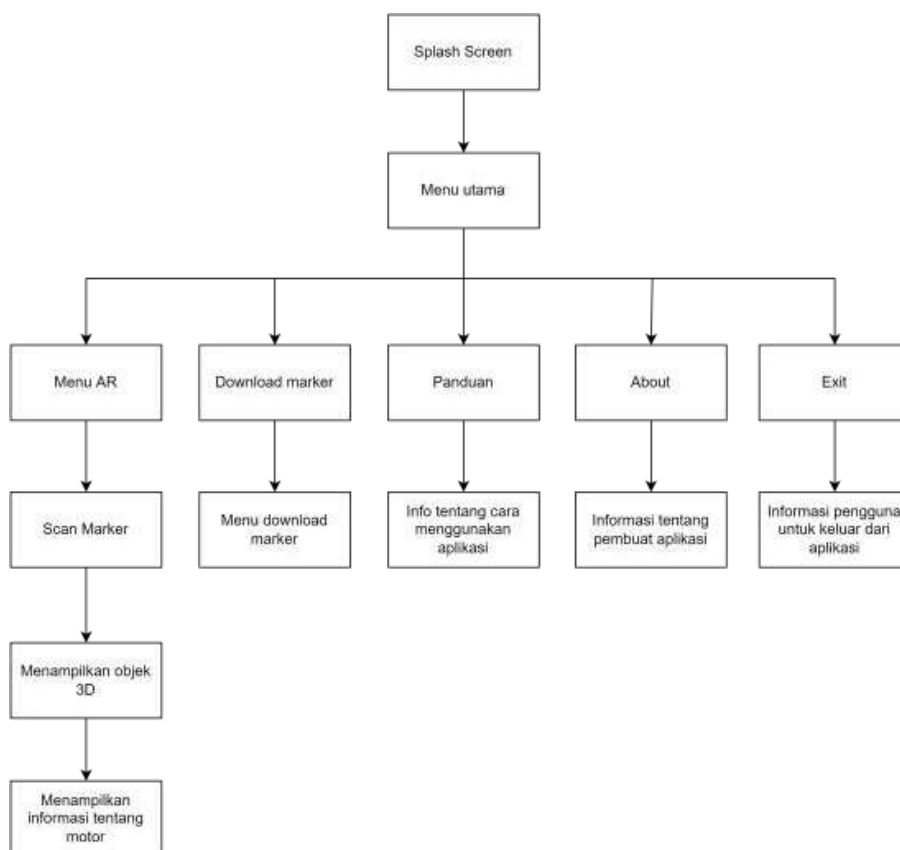 Splash Screen
Menu utama
Menu AR
Download marker
Panduan
About
Exit
Scan Marker
Menu download
marker
Info tentang cara
menggunakan
aplikasi
Informasi tentang
pembuat aplikasi
Informasi pengguna
untuk keluar dari
aplikasi
Menampilkan objek
3D
Menampilkan
informasi tentang
motor